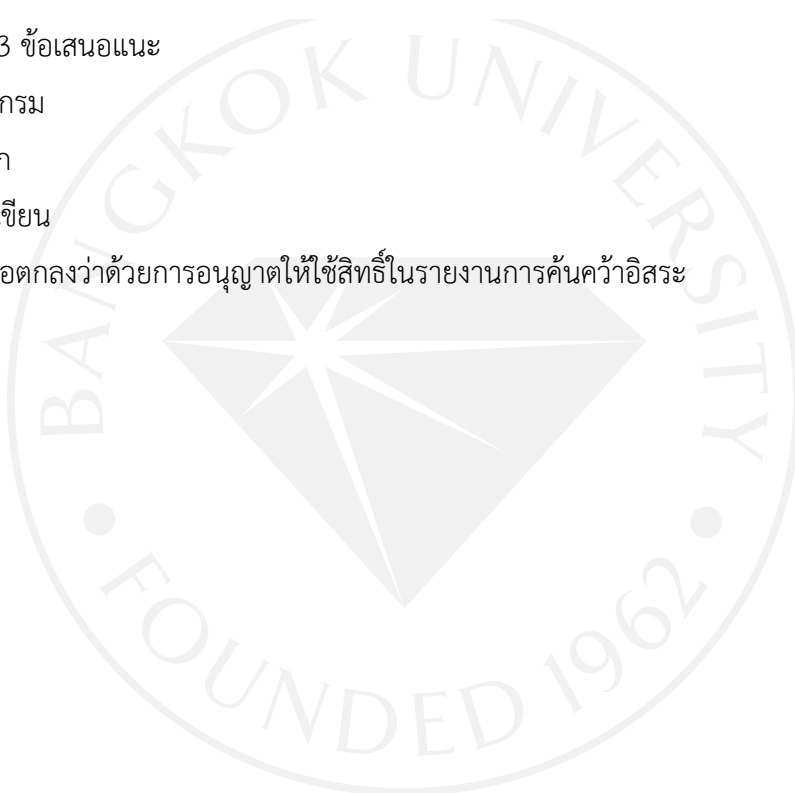 3 ข้อเสนอแนะ
กรม
ก
ขียน
อตกลงว่าด้วยการอนุญาตให้ใช้สิทธิ์ในรายงานการค้นคว้าอิสระ
BANGKOK UNIVERSITY
FOUNDED 1962